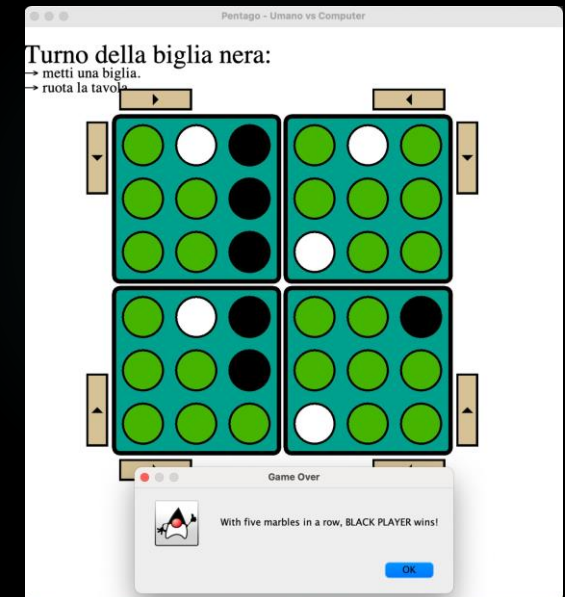 Pentago - Umano vs Computer
Turno della biglia nera:
→ metti una biglia.
→ ruota la tavola
Game Over
With five marbles in a row, BLACK PLAYER wins!
OK